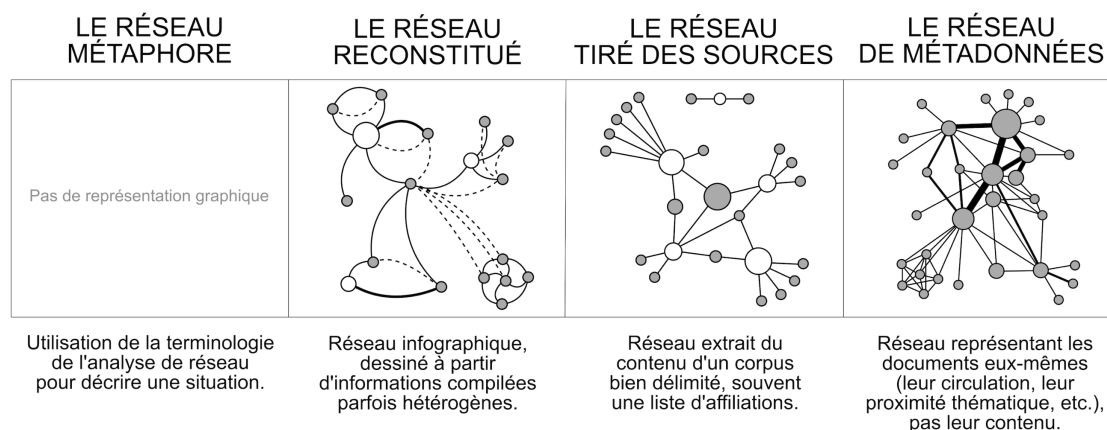 LE RÉSEAU
MÉTAPHORE
LE RÉSEAU
RECONSTITUÉ
LE RÉSEAU
TIRÉ DES SOURCES
LE RÉSEAU
DE MÉTADONNÉES
Pas de représentation graphique
Utilisation de la terminologie
de l'analyse de réseau
pour décrire une situation.
Réseau infographique,
dessiné à partir
d'informations compilées
parfois hétérogènes.
Réseau extrait du
contenu d'un corpus
bien délimité, souvent
une liste d'affiliations.
Réseau représentant les
documents eux-mêmes
(leur circulation, leur
proximité thématique, etc.),
pas leur contenu.